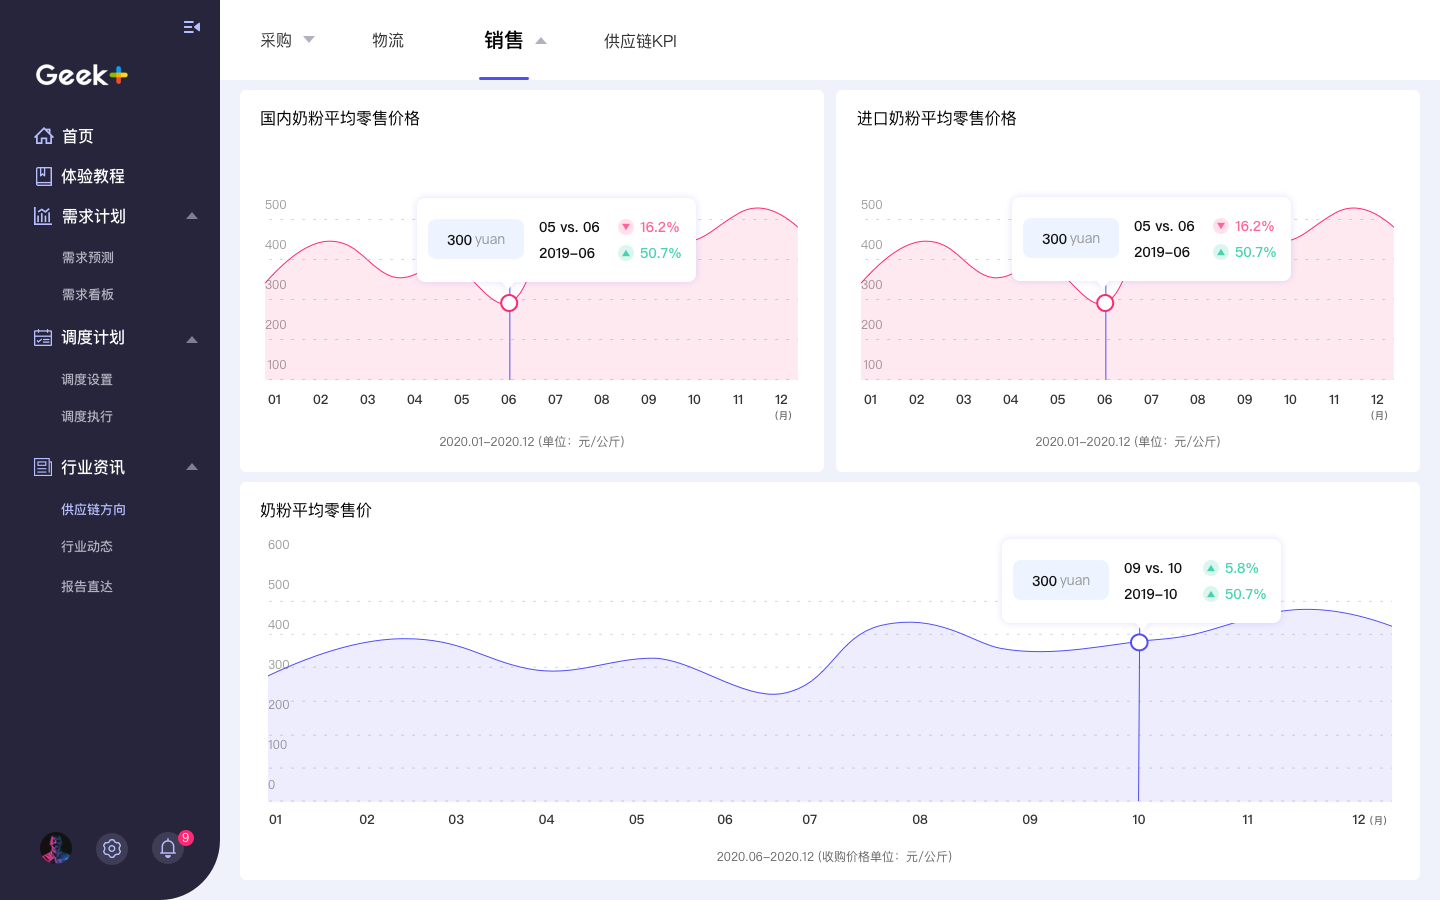 Geek+
首页
体验教程
需求计划
需求预测
需求看板
调度计划
调度设置
调度执行
行业资讯
供应链方向
行业动态
报告直达
9
采购
物流
销售
供应链KPI
国内奶粉平均零售价格
500
400
300
200
100
300 yuan
05 vs. 06
16.2%
2019-06
50.7%
01 02 03 04 05 06 07 08 09 10 11 12
(月)
2020.01-2020.12 (单位：元/公斤)
进口奶粉平均零售价格
500
400
300
200
100
300 yuan
05 vs. 06
16.2%
2019-06
50.7%
01 02 03 04 05 06 07 08 09 10 11 12
(月)
2020.01-2020.12 (单位：元/公斤)
奶粉平均零售价
600
500
400
300
200
100
0
300 yuan
09 vs. 10
5.8%
2019-10
50.7%
01 02 03 04 05 06 07 08 09 10 11 12 (月)
2020.06-2020.12 (收购价格单位：元/公斤)